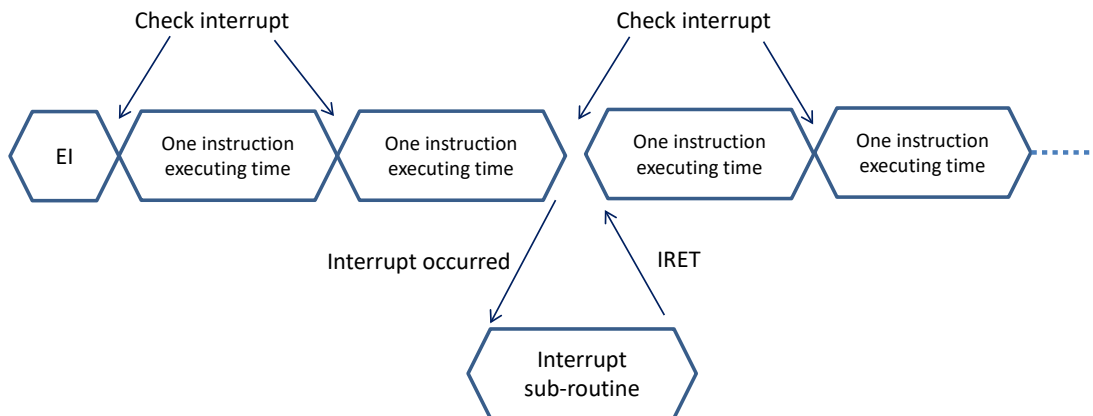 Check interrupt
Check interrupt
EI
One instruction
executing time
One instruction
executing time
One instruction
executing time
One instruction
executing time
Interrupt occurred
IRET
Interrupt
sub-routine